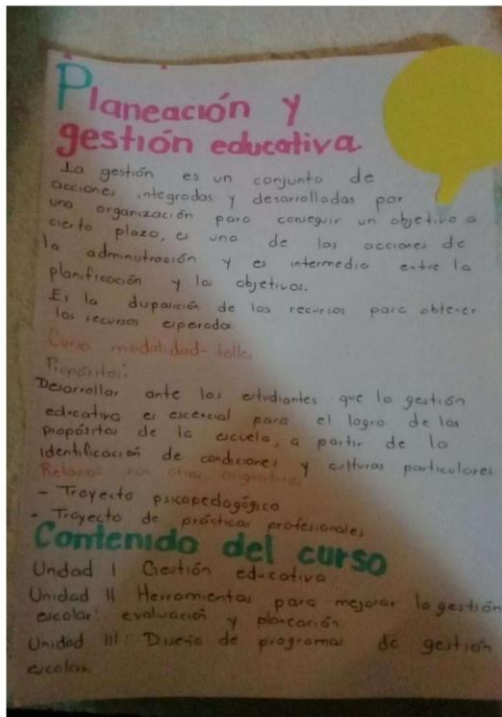 Planeación y
gestión educativa
La gestión es un conjunto de
acciones integradas y desarrolladas por
una organización para conseguir un objetivo a
cierto plazo, es una de las acciones de
la administración y es intermedia entre la
planificación y los objetivos.
Es la disposición de los recursos para obtener
los recursos esperados.
Curso modalidad-taller
Propósitos:
Desarrollar ante los estudiantes que la gestión
educativa es escencial para el logro de los
propósitos de la escuela, a partir de la
identificación de condiciones y culturas particulares
con otras asignaturas
- Trayecto psicopedagógico
- Trayecto de prácticas profesionales
Contenido del curso
Unidad I Gestión educativa
Unidad II Herramientas para mejorar la gestión
escolar: evaluación y planeación
Unidad III: Diseño de programas de gestión
escolar.